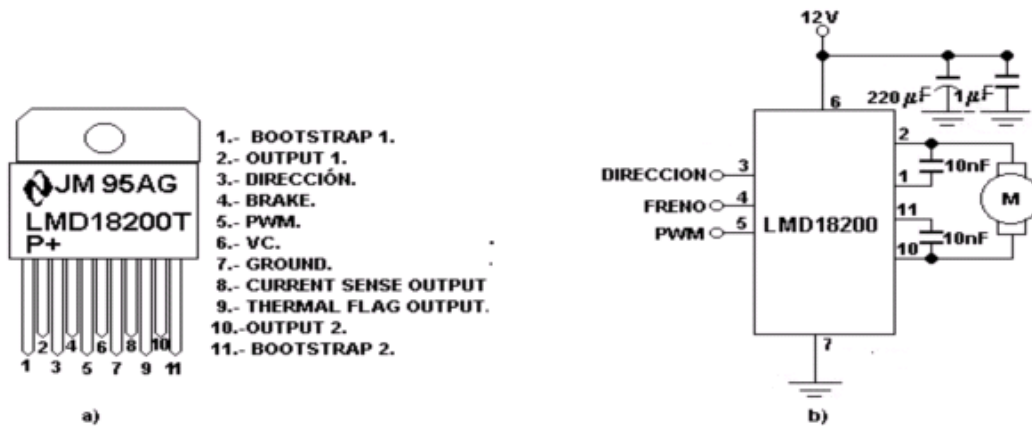 JM 95AG
LMD18200T
P+
1 2 3 4 5 6 7 8 9 10 11
1.- BOOTSTRAP 1.
2.- OUTPUT 1.
3.- DIRECCIÓN.
4.- BRAKE.
5.- PWM.
6.- VC.
7.- GROUND.
8.- CURRENT SENSE OUTPUT
9.- THERMAL FLAG OUTPUT.
10.-OUTPUT 2.
11.- BOOTSTRAP 2.
a)
12V
220 µF 1µF
6
2
10nF
1
DIRECCION 3
FRENO 4
PWM 5
LMD18200
M
11
10nF
10
7
b)